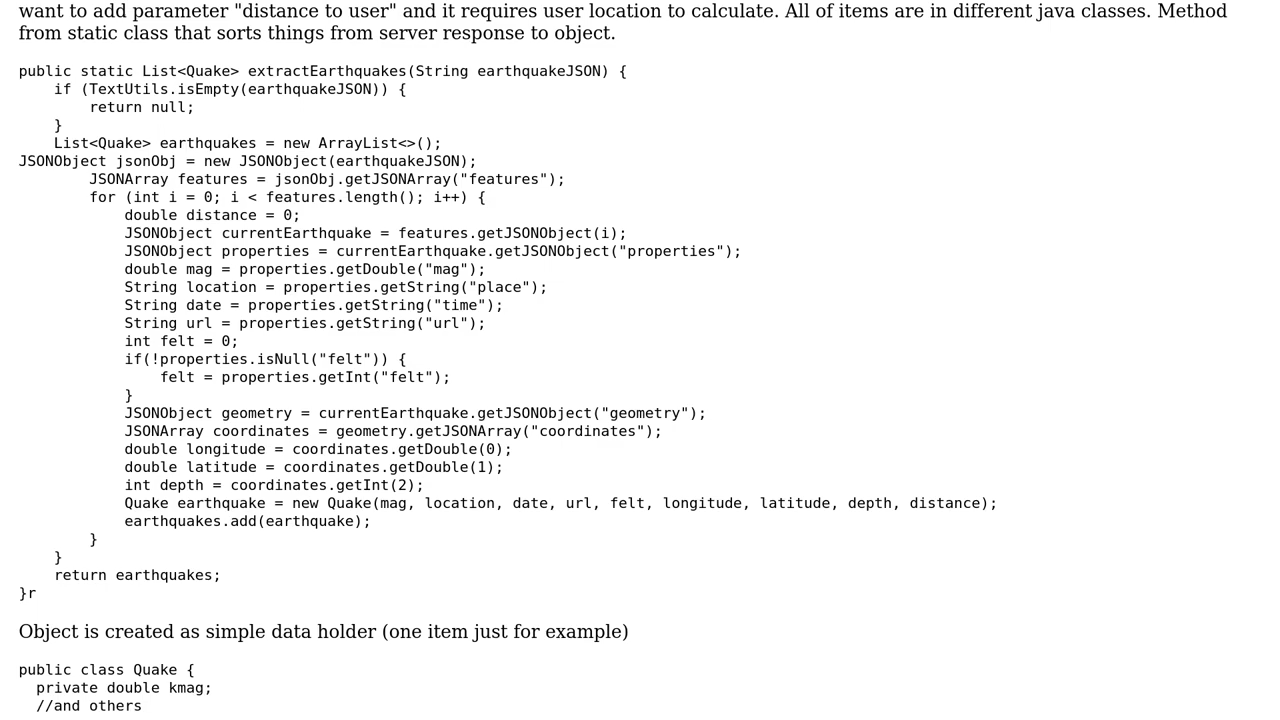 want to add parameter "distance to user" and it requires user location to calculate. All of items are in different java classes. Method
from static class that sorts things from server response to object.
public static List<Quake> extractEarthquakes(String earthquakeJSON) {
    if (TextUtils.isEmpty(earthquakeJSON)) {
        return null;
    }
    List<Quake> earthquakes = new ArrayList<>();
JSONObject jsonObj = new JSONObject(earthquakeJSON);
        JSONArray features = jsonObj.getJSONArray("features");
        for (int i = 0; i < features.length(); i++) {
            double distance = 0;
            JSONObject currentEarthquake = features.getJSONObject(i);
            JSONObject properties = currentEarthquake.getJSONObject("properties");
            double mag = properties.getDouble("mag");
            String location = properties.getString("place");
            String date = properties.getString("time");
            String url = properties.getString("url");
            int felt = 0;
            if(!properties.isNull("felt")) {
                felt = properties.getInt("felt");
            }
            JSONObject geometry = currentEarthquake.getJSONObject("geometry");
            JSONArray coordinates = geometry.getJSONArray("coordinates");
            double longitude = coordinates.getDouble(0);
            double latitude = coordinates.getDouble(1);
            int depth = coordinates.getInt(2);
            Quake earthquake = new Quake(mag, location, date, url, felt, longitude, latitude, depth, distance);
            earthquakes.add(earthquake);
        }
    }
    return earthquakes;
}r
Object is created as simple data holder (one item just for example)
public class Quake {
  private double kmag;
  //and others